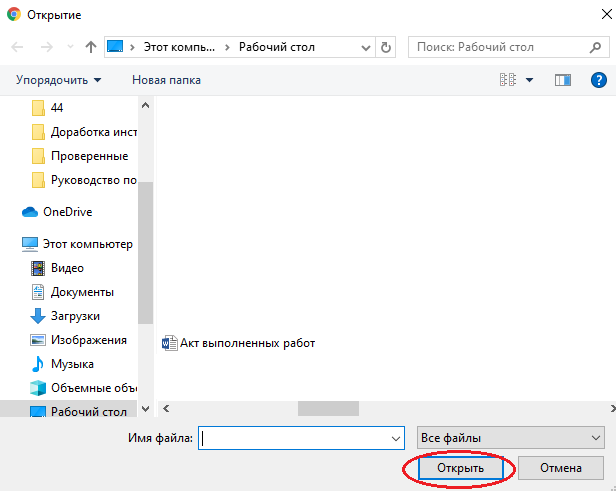 Открытие
Этот компь... Рабочий стол Поиск: Рабочий стол
Упорядочить Новая папка
44
Доработка инст
Проверенные
Руководство по
OneDrive
Этот компьютер
Видео
Документы
Загрузки
Изображения
Музыка
Объемные объе
Рабочий стол
Акт выполненных работ
Имя файла: Все файлы
Открыть Отмена